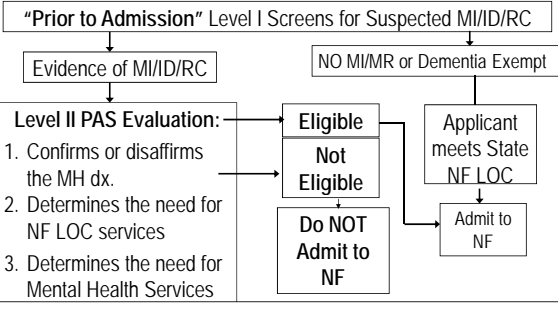 "Prior to Admission" Level I Screens for Suspected MI/ID/RC
Evidence of MI/ID/RC
NO MI/MR or Dementia Exempt
Level II PAS Evaluation:
1. Confirms or disaffirms
the MH dx.
2. Determines the need for
NF LOC services
3. Determines the need for
Mental Health Services
Eligible
Not
Eligible
Do NOT
Admit to
NF
Applicant
meets State
NF LOC
Admit to
NF